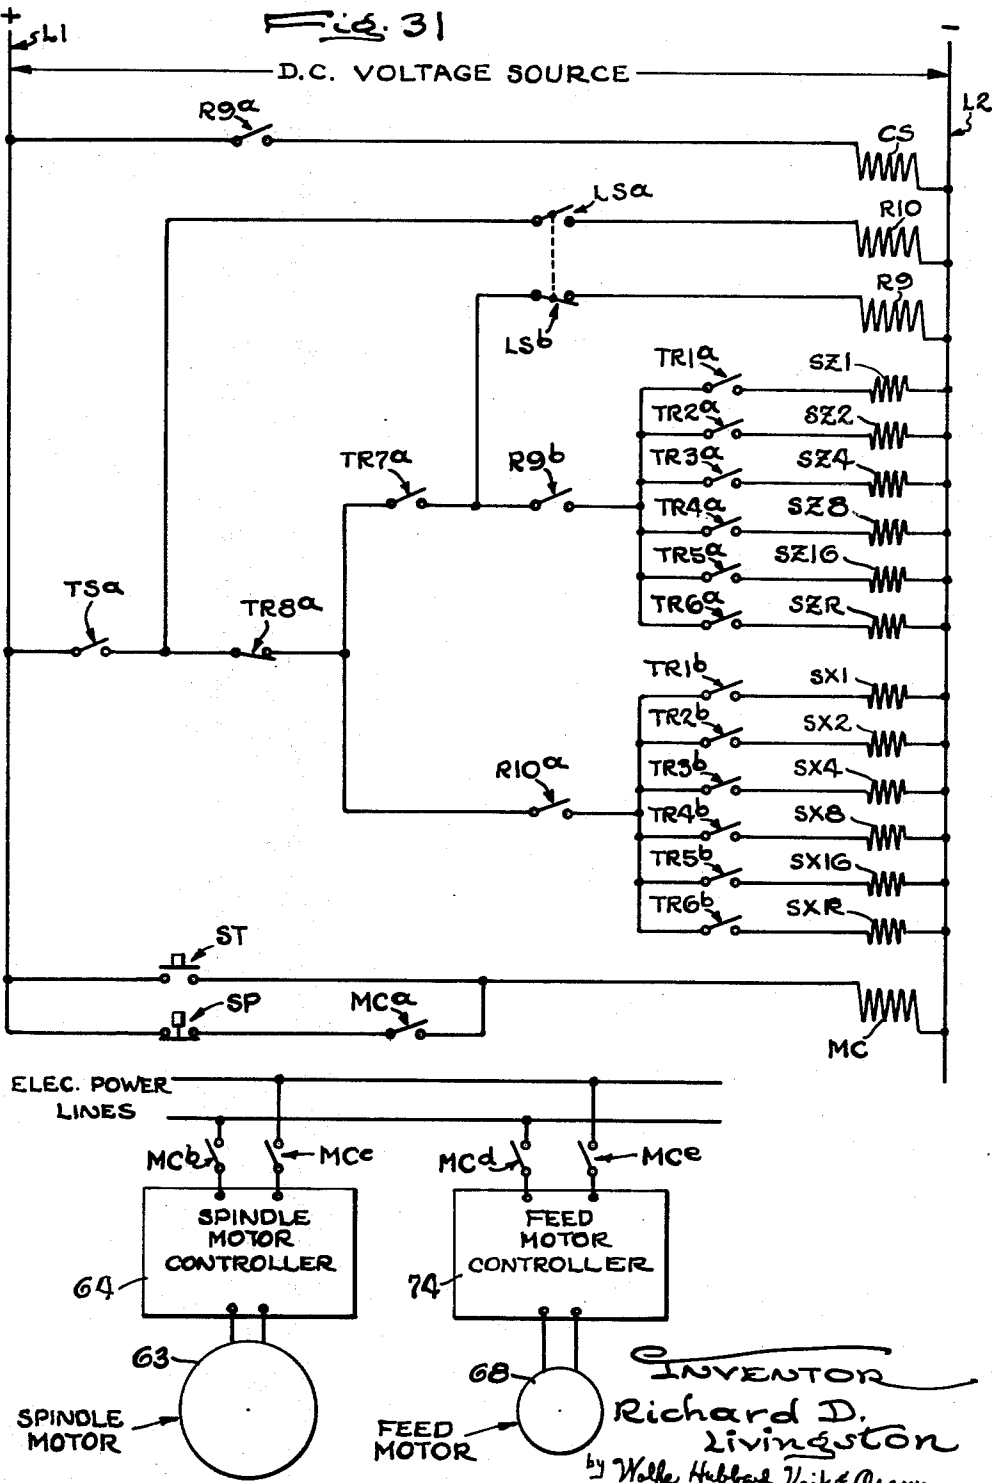 Fig. 31
+
-
L1
D.C. VOLTAGE SOURCE
L2
R9a
CS
LSa
R10
R9
LSb
TR1a
SZ1
TR2a
SZ2
TR7a
R9b
TR3a
SZ4
TR4a
SZ8
TR5a
SZ16
TSa
TR8a
TR6a
SZR
TR1b
SX1
TR2b
SX2
R10a
TR3b
SX4
TR4b
SX8
TR5b
SX16
TR6b
SXR
ST
SP
MCa
MC
ELEC. POWER
LINES
MCb
MCc
MCd
MCe
SPINDLE
MOTOR
CONTROLLER
64
FEED
MOTOR
CONTROLLER
74
63
68
SPINDLE
MOTOR
FEED
MOTOR
INVENTOR
Richard D.
Livingston
by Wolfe, Hubbard,